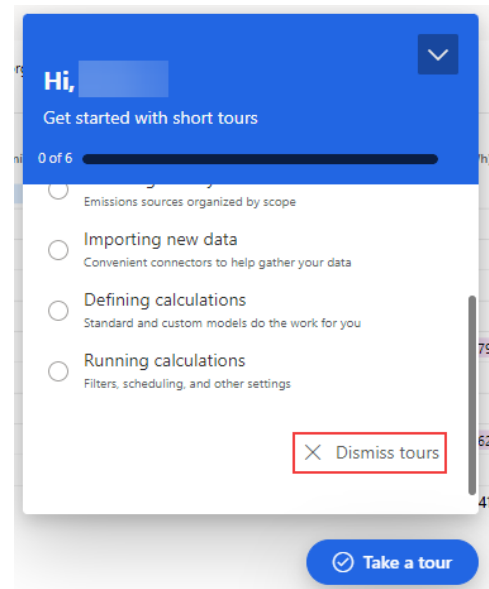 Hi,
Get started with short tours
0 of 6
Emissions sources organized by scope
Importing new data
Convenient connectors to help gather your data
Defining calculations
Standard and custom models do the work for you
Running calculations
Filters, scheduling, and other settings
Dismiss tours
Take a tour